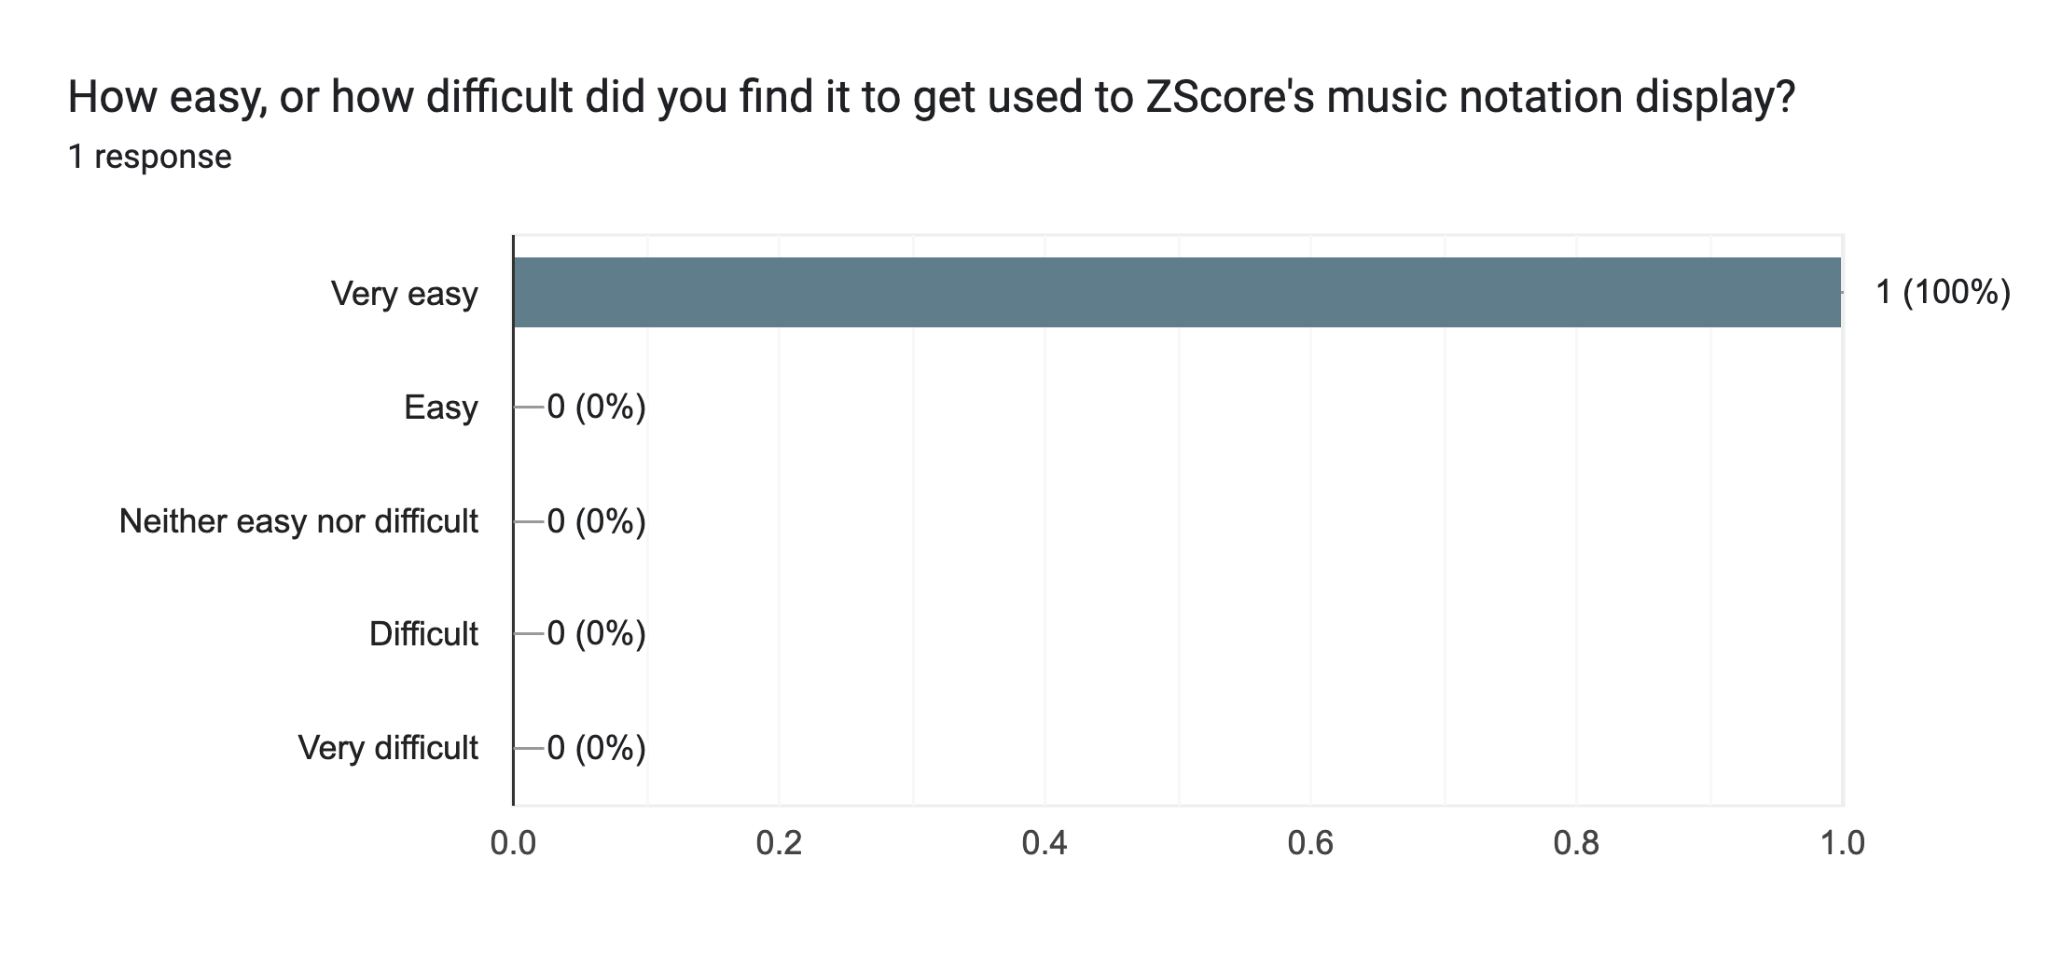 How easy, or how difficult did you find it to get used to ZScore's music notation display?
1 response
Very easy 1 (100%)
Easy 0 (0%)
Neither easy nor difficult 0 (0%)
Difficult 0 (0%)
Very difficult 0 (0%)
0.0 0.2 0.4 0.6 0.8 1.0